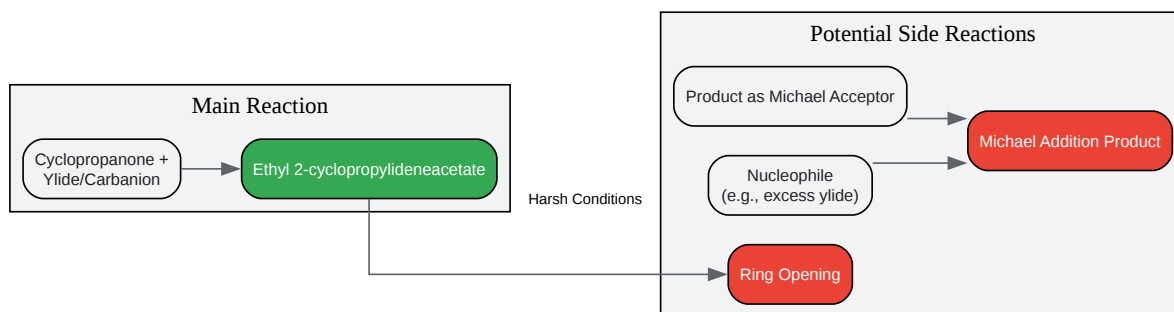 Potential Side Reactions
Main Reaction
Product as Michael Acceptor
Michael Addition Product
Cyclopropanone +
Ylide/Carbanion
Ethyl 2-cyclopropylideneacetate
Nucleophile
(e.g., excess ylide)
Harsh Conditions
Ring Opening